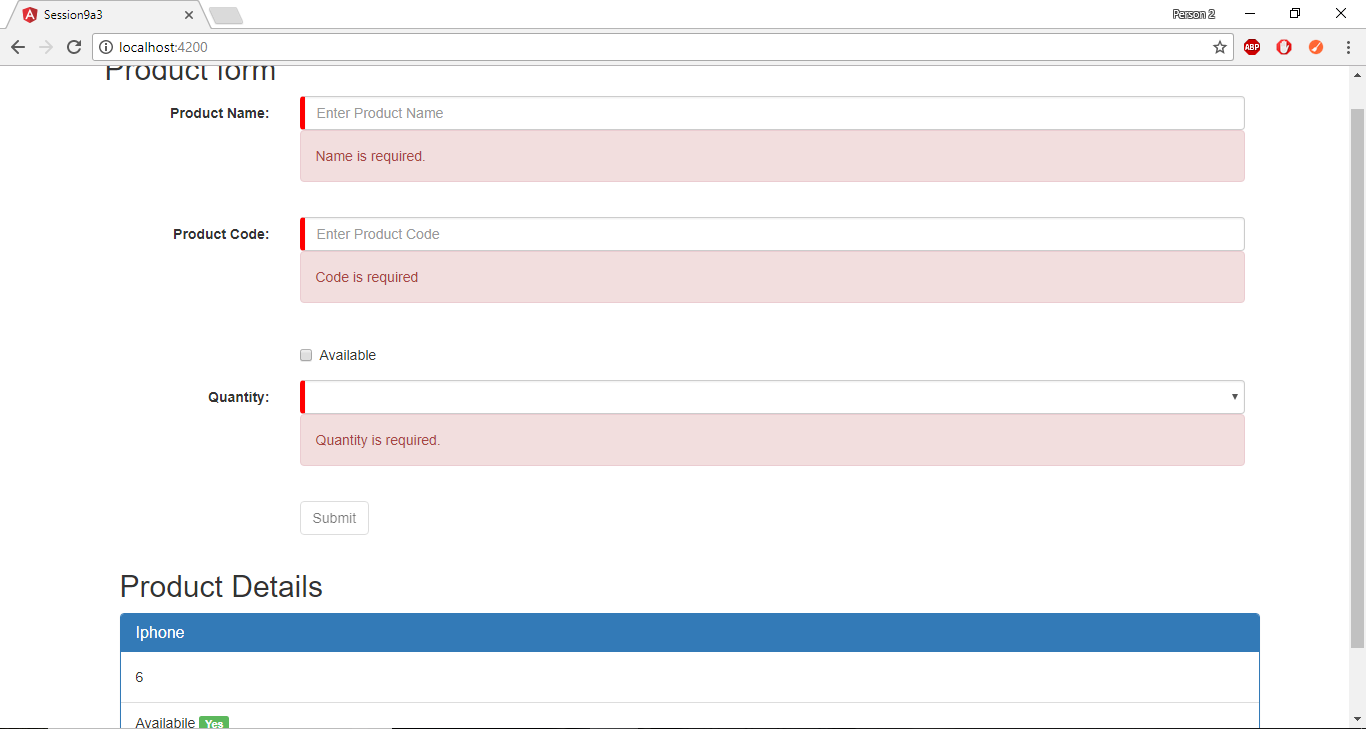 Session9a3
Person 2
localhost:4200
ABP
Product form
Product Name:
Enter Product Name
Name is required.
Product Code:
Enter Product Code
Code is required
Available
Quantity:
Quantity is required.
Submit
Product Details
Iphone
6
Availabile Yes